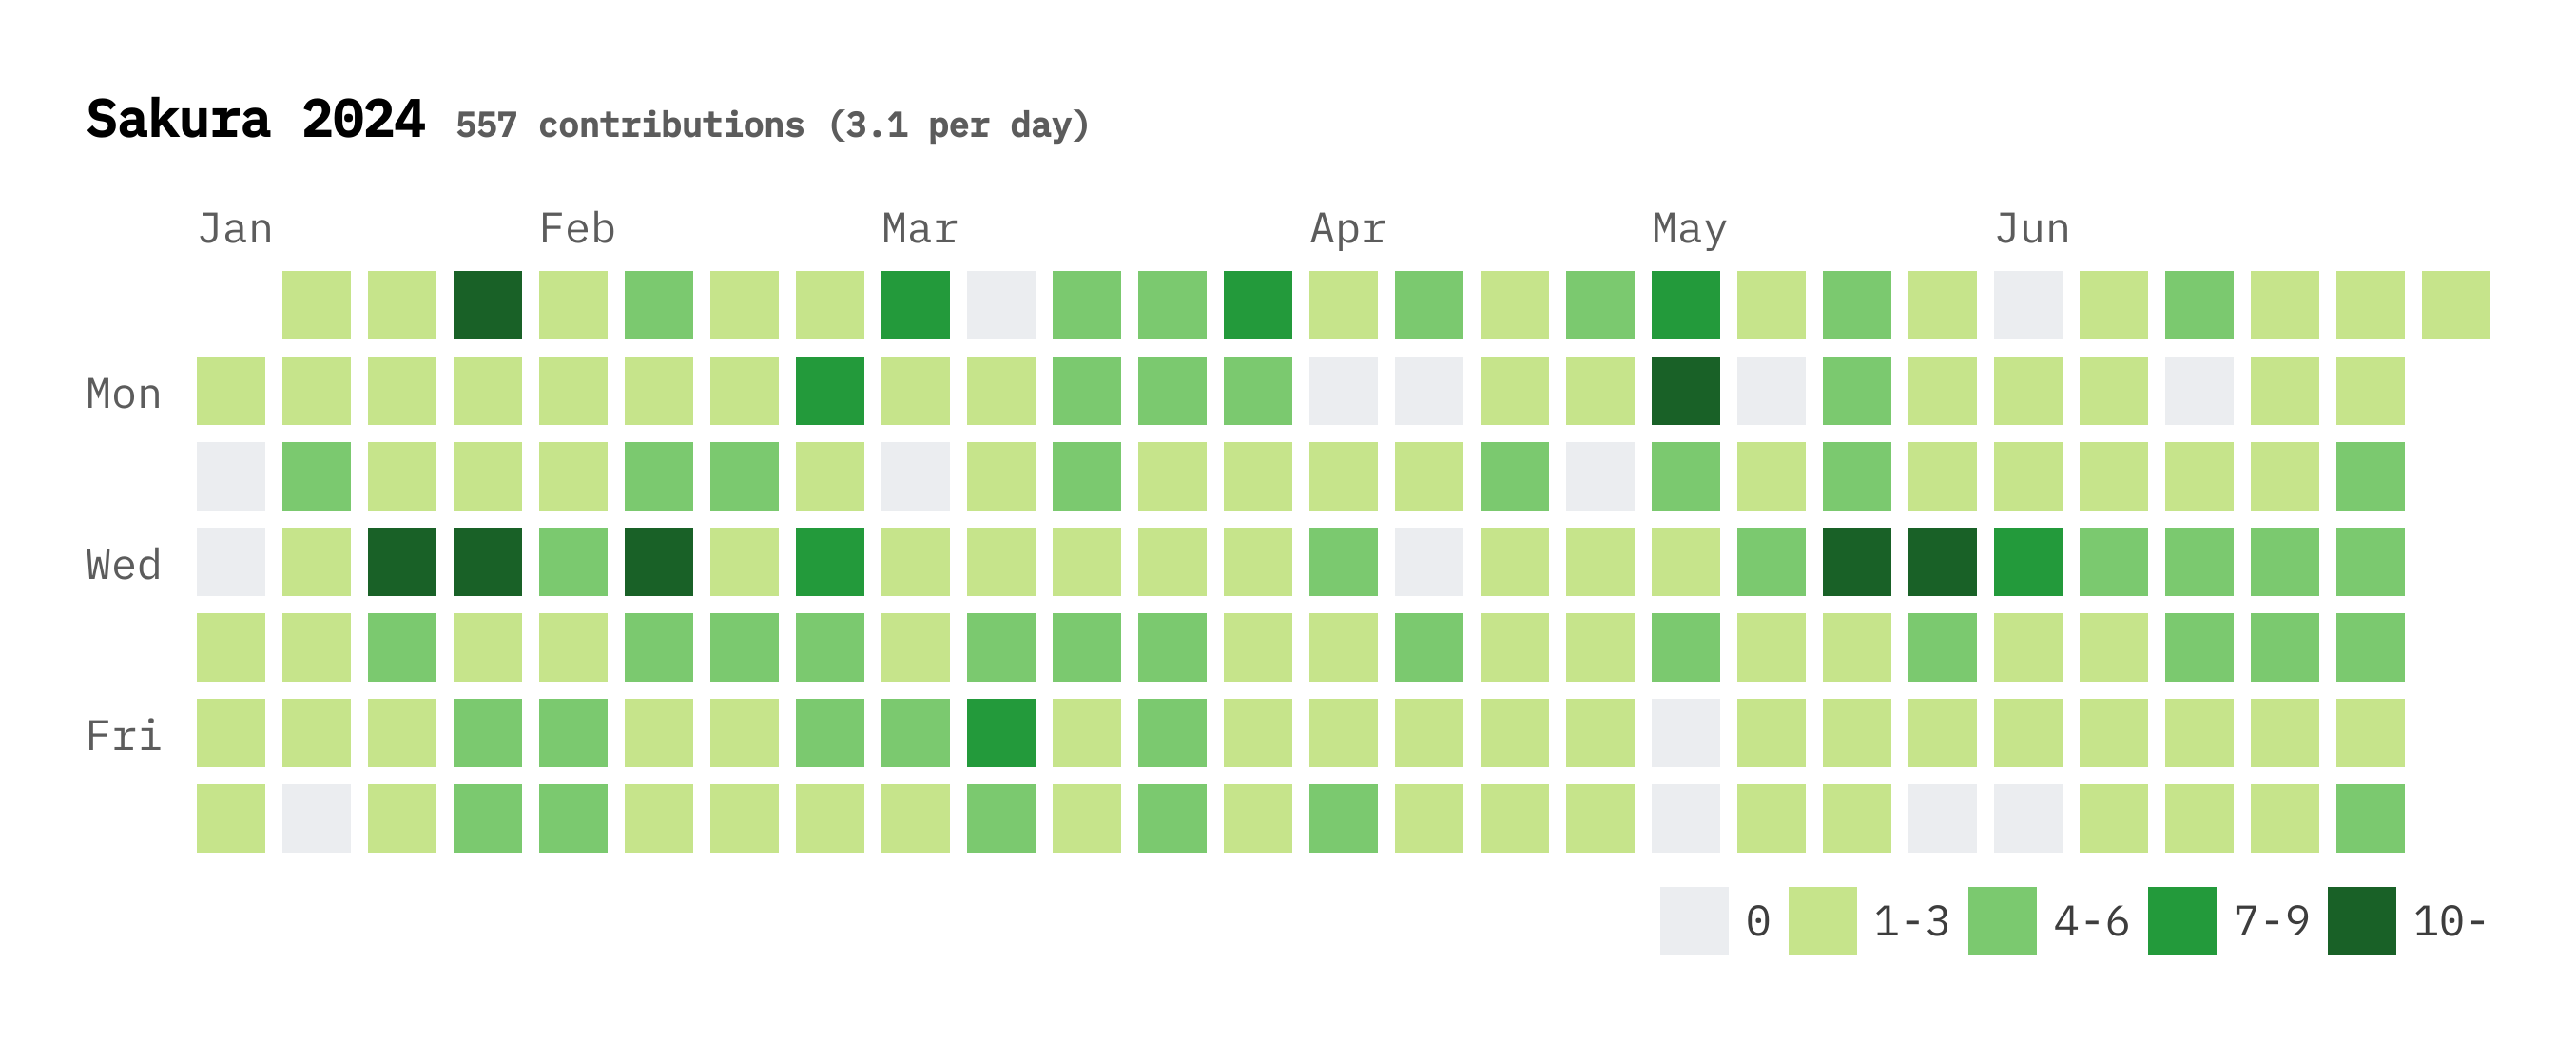 Sakura 2024 557 contributions (3.1 per day)
Jan Feb Mar Apr May Jun
Mon
Wed
Fri
0 1-3 4-6 7-9 10-